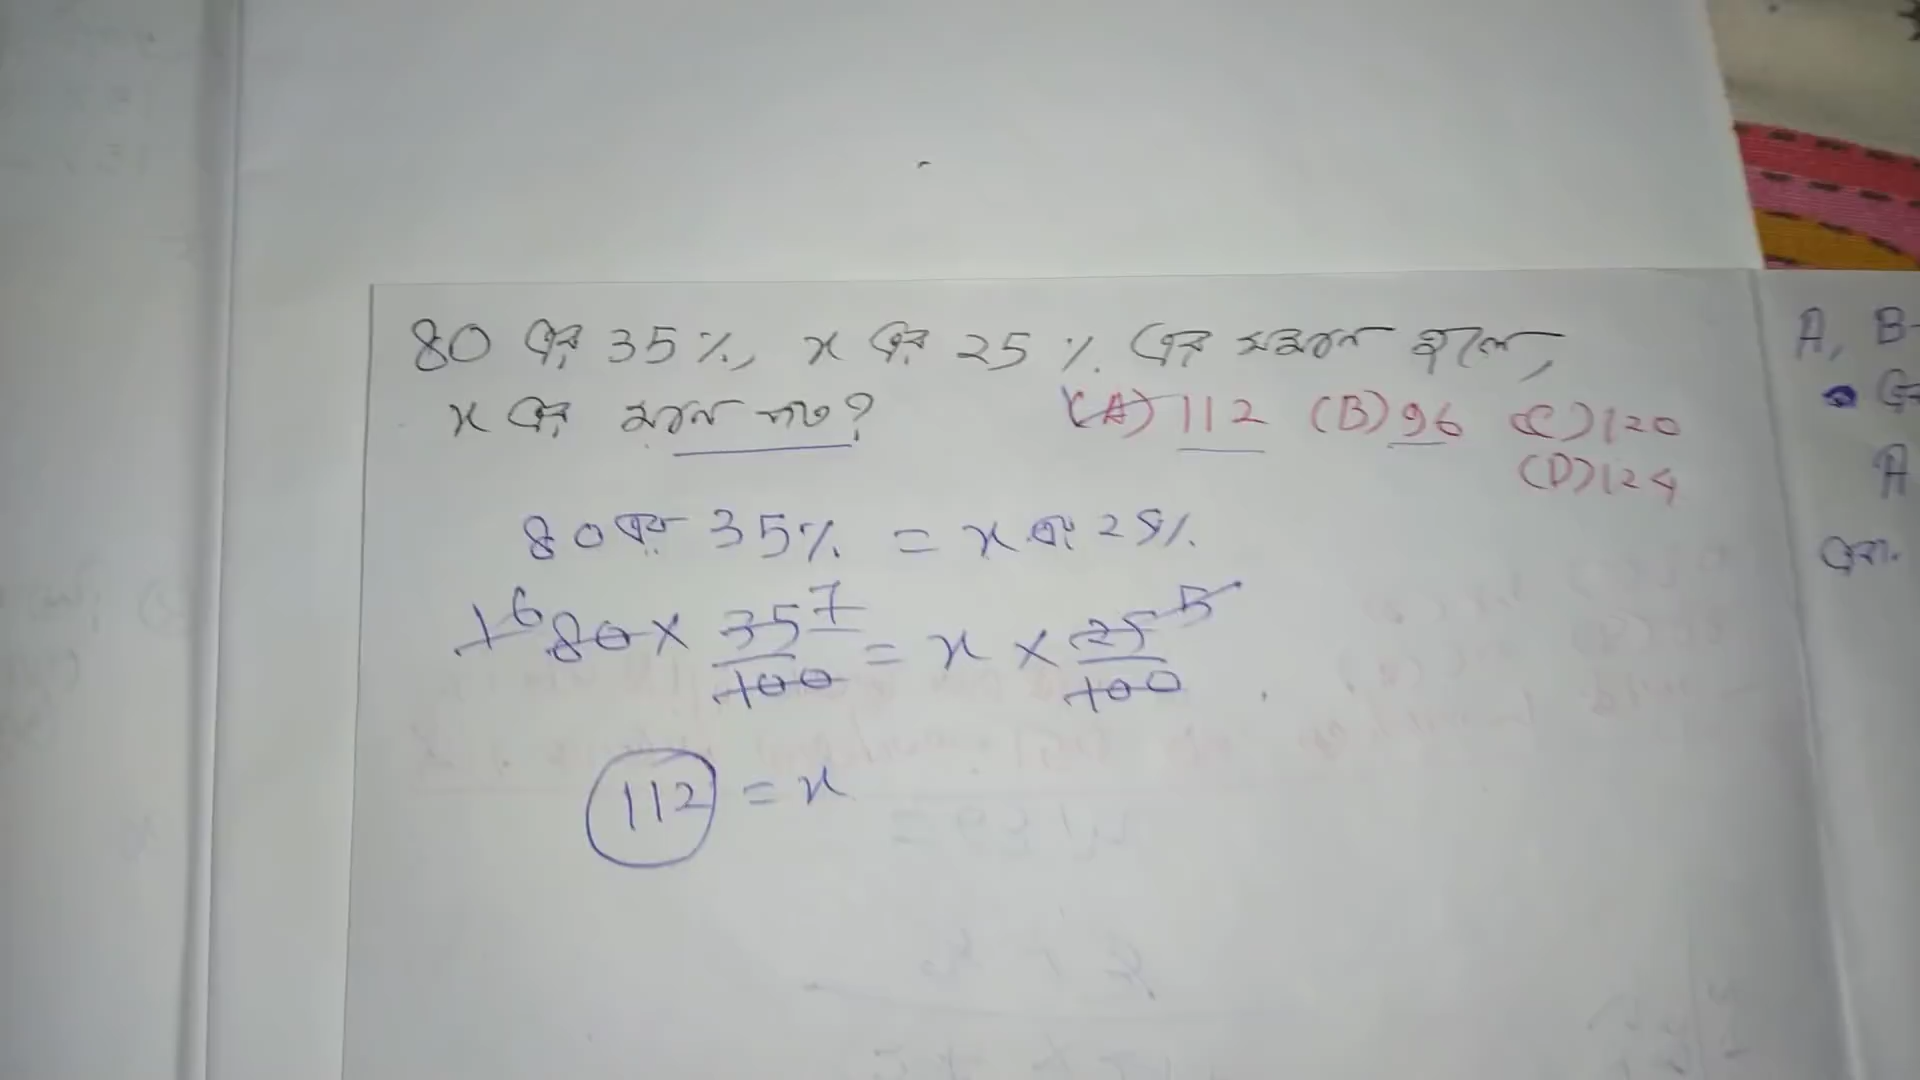 80 এর 35%, x এর 25% এর সমান হলে,
x এর মান কত? (A) 112 (B) 96 (C) 120
(D) 124
80 এর 35% = x এর 25%
16 80 × 35 7 / 100 = x × 25 5 / 100
112 = x
A, B
এর
A